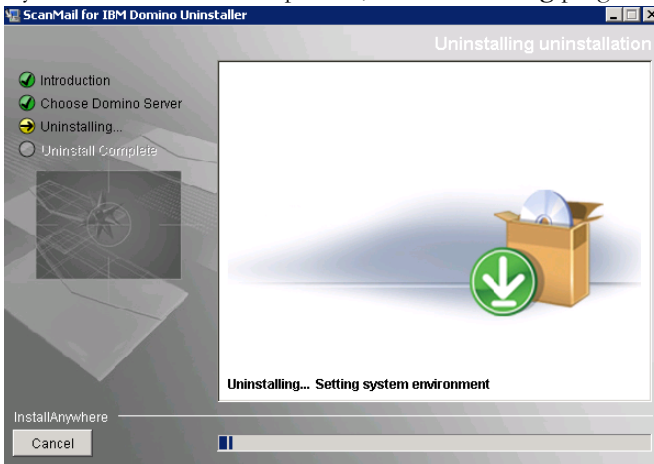 ScanMail for IBM Domino Uninstaller
Uninstalling uninstallation
Introduction
Choose Domino Server
Uninstalling...
Uninstall Complete
Uninstalling... Setting system environment
InstallAnywhere
Cancel